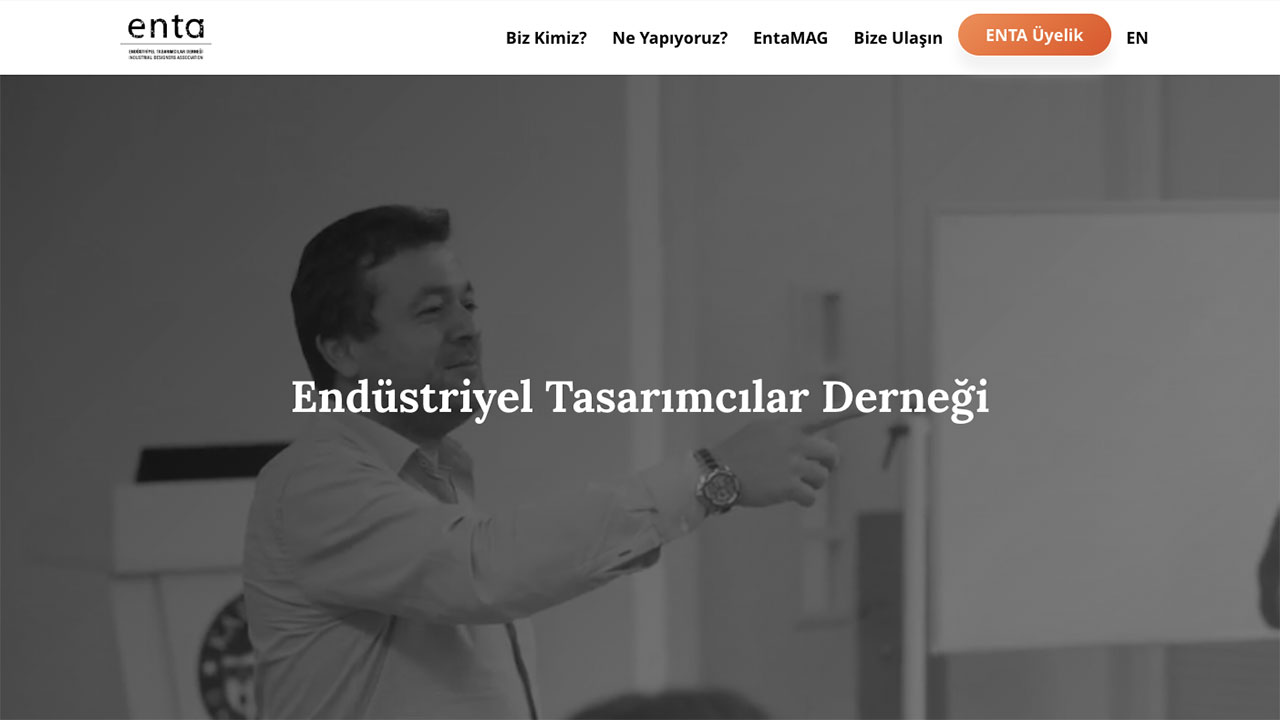 enta
ENDÜSTRİYEL TASARIMCILAR DERNEĞİ
INDUSTRIAL DESIGNERS ASSOCIATION
Biz Kimiz?
Ne Yapıyoruz?
EntaMAG
Bize Ulaşın
ENTA Üyelik
EN
Endüstriyel Tasarımcılar Derneği